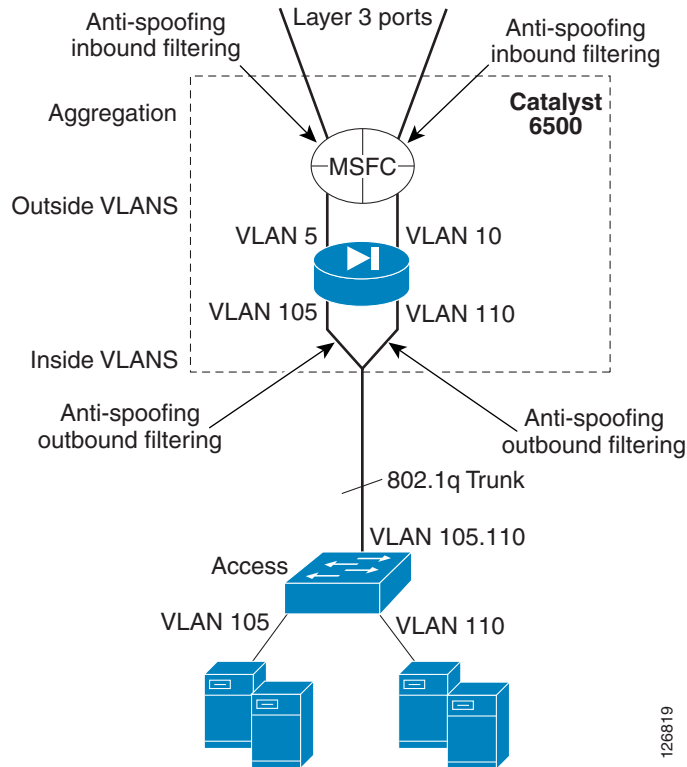 Anti-spoofing
inbound filtering
Layer 3 ports
Anti-spoofing
inbound filtering
Aggregation
Catalyst
6500
MSFC
Outside VLANS
VLAN 5
VLAN 10
VLAN 105
VLAN 110
Inside VLANS
Anti-spoofing
outbound filtering
Anti-spoofing
outbound filtering
802.1q Trunk
VLAN 105.110
Access
VLAN 105
VLAN 110
126819